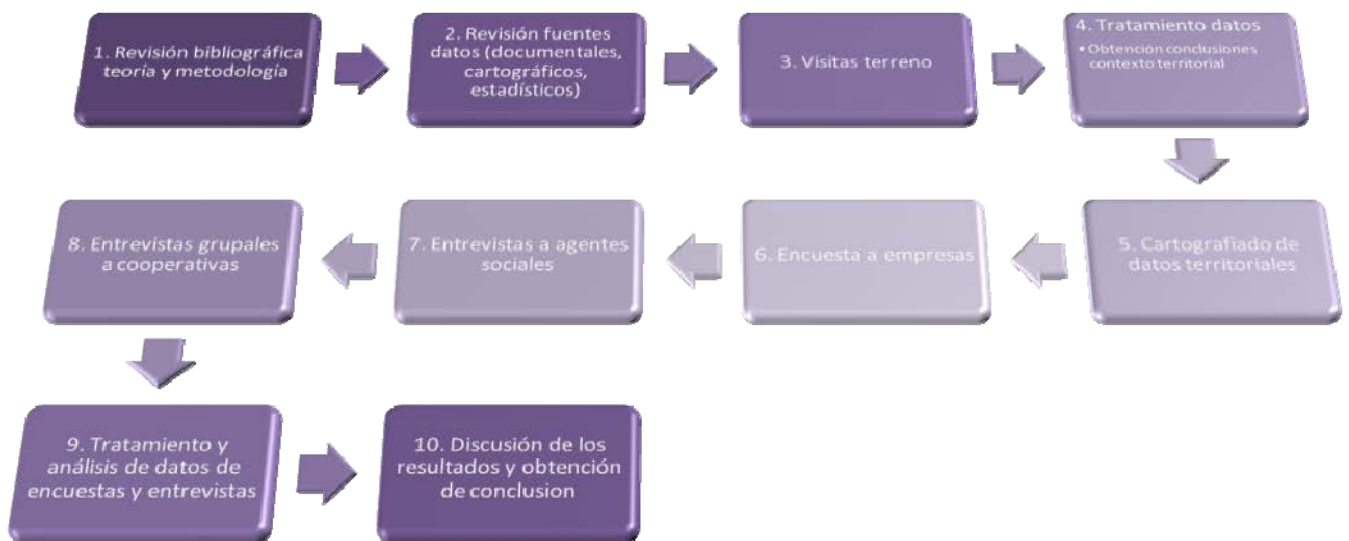 1. Revisión bibliográfica
teoría y metodología
2. Revisión fuentes
datos (documentales,
cartográficos,
estadísticos)
3. Visitas terreno
4. Tratamiento datos
• Obtención conclusiones
contexto territorial
5. Cartografiado de
datos territoriales
6. Encuesta a empresas
7. Entrevistas a agentes
sociales
8. Entrevistas grupales
a cooperativas
9. Tratamiento y
análisis de datos de
encuestas y entrevistas
10. Discusión de los
resultados y obtención
de conclusion